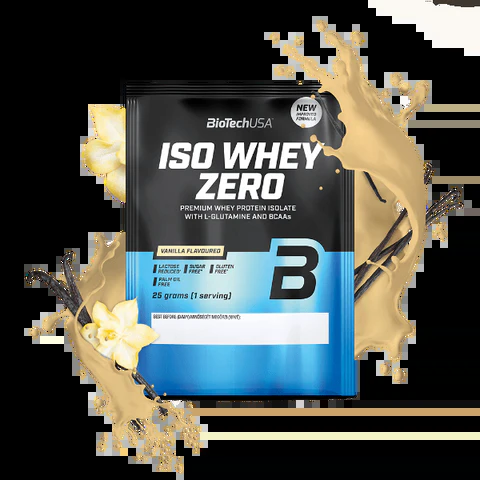 BioTechUSA
NEW
IMPROVED
FORMULA
ISO WHEY
ZERO
PREMIUM WHEY PROTEIN ISOLATE
WITH L-GLUTAMINE AND BCAAs
VANILLA FLAVOURED
LACTOSE REDUCED* SUGAR FREE* GLUTEN FREE*
PALM OIL FREE
25 grams (1 serving)
B